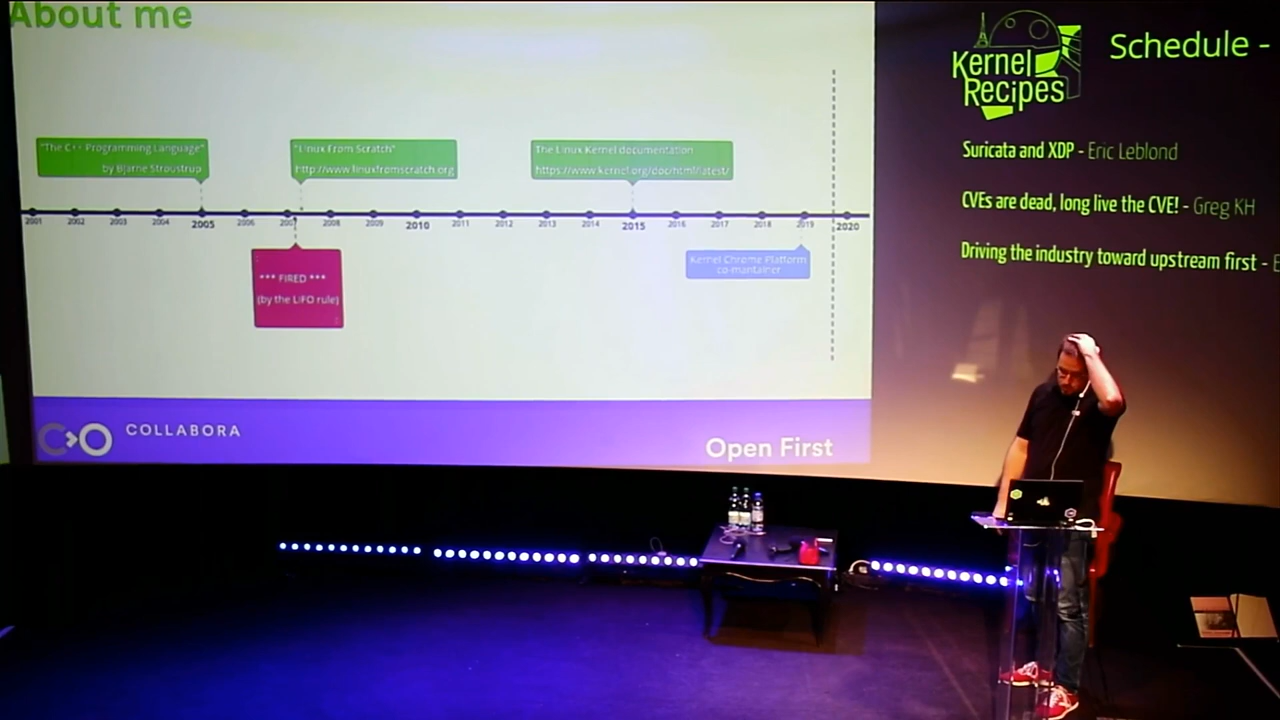 About me
"The C++ Programming Language"
by Bjarne Stroustrup
"Linux From Scratch"
http://www.linuxfromscratch.org
The Linux Kernel documentation
https://www.kernel.org/doc/html/latest/
2001 2002 2003 2004 2005 2006 2007 2008 2009 2010 2011 2012 2013 2014 2015 2016 2017 2018 2019 2020
*** FIRED ***
(by the LIFO rule)
Kernel Chrome Platform
co-mantainer
COLLABORA
Open First
Kernel
Recipes
Schedule -
Suricata and XDP - Eric Leblond
CVEs are dead, long live the CVE! - Greg KH
Driving the industry toward upstream first - E